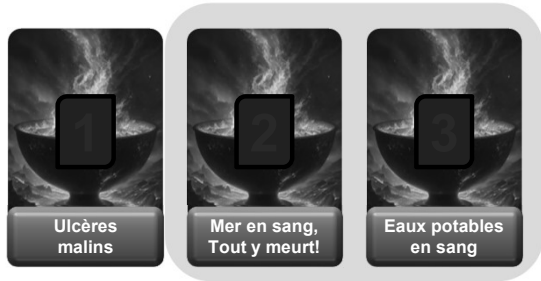 1
Ulcères
malins
2
Mer en sang,
Tout y meurt!
3
Eaux potables
en sang